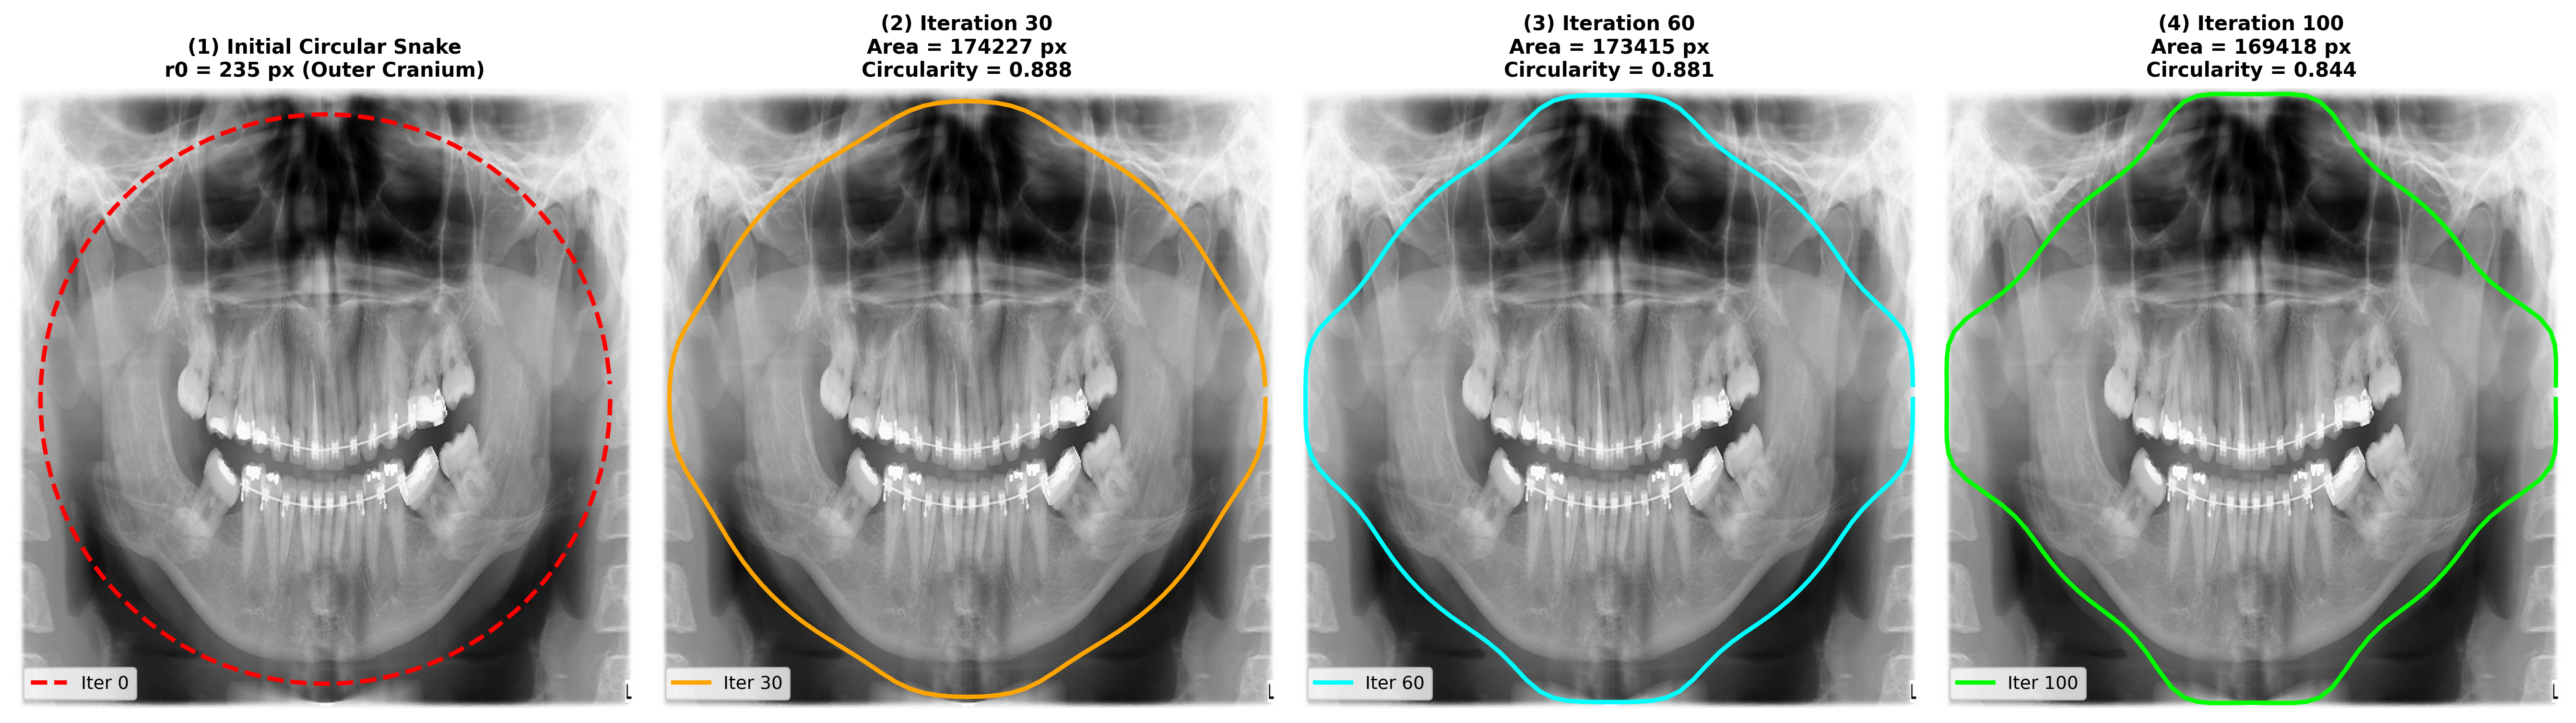 (1) Initial Circular Snake
r0 = 235 px (Outer Cranium)
Iter 0
L
(2) Iteration 30
Area = 174227 px
Circularity = 0.888
Iter 30
L
(3) Iteration 60
Area = 173415 px
Circularity = 0.881
Iter 60
L
(4) Iteration 100
Area = 169418 px
Circularity = 0.844
Iter 100
L